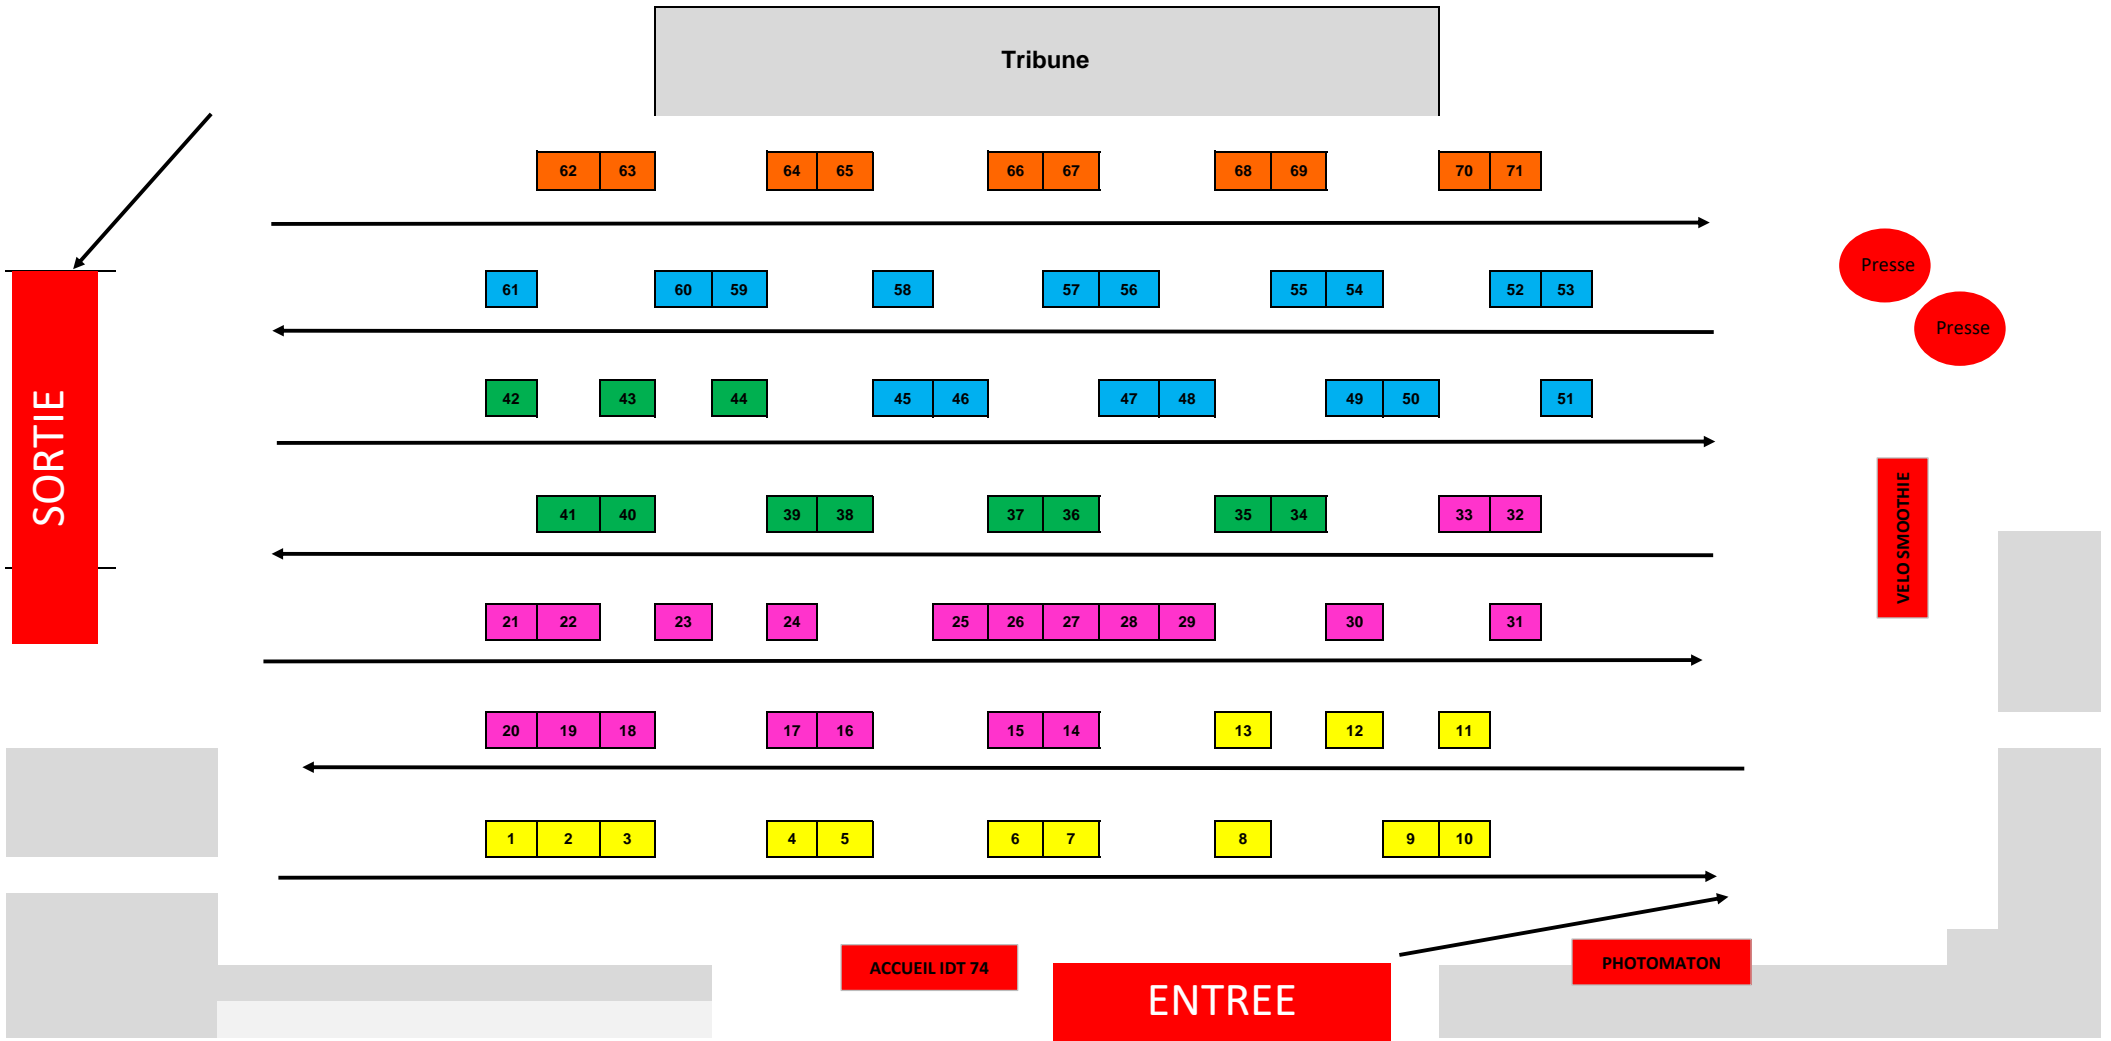 Tribune
62 63 64 65 66 67 68 69 70 71
Presse
61 60 59 58 57 56 55 54 52 53
Presse
42 43 44 45 46 47 48 49 50 51
SORTIE
41 40 39 38 37 36 35 34 33 32
VELO SMOOTHIE
21 22 23 24 25 26 27 28 29 30 31
20 19 18 17 16 15 14 13 12 11
1 2 3 4 5 6 7 8 9 10
ACCUEIL IDT 74
PHOTOMATON
ENTREE